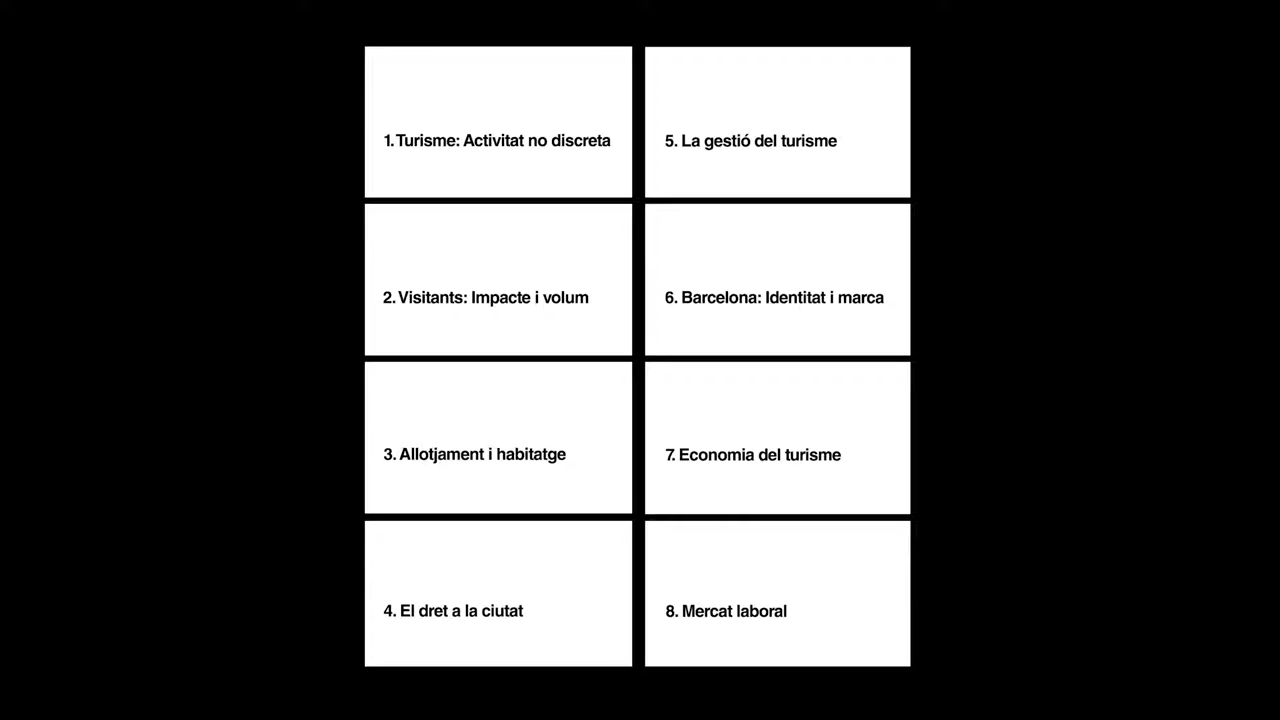 1. Turisme: Activitat no discreta
2. Visitants: Impacte i volum
3. Allotjament i habitatge
4. El dret a la ciutat
5. La gestió del turisme
6. Barcelona: Identitat i marca
7. Economia del turisme
8. Mercat laboral